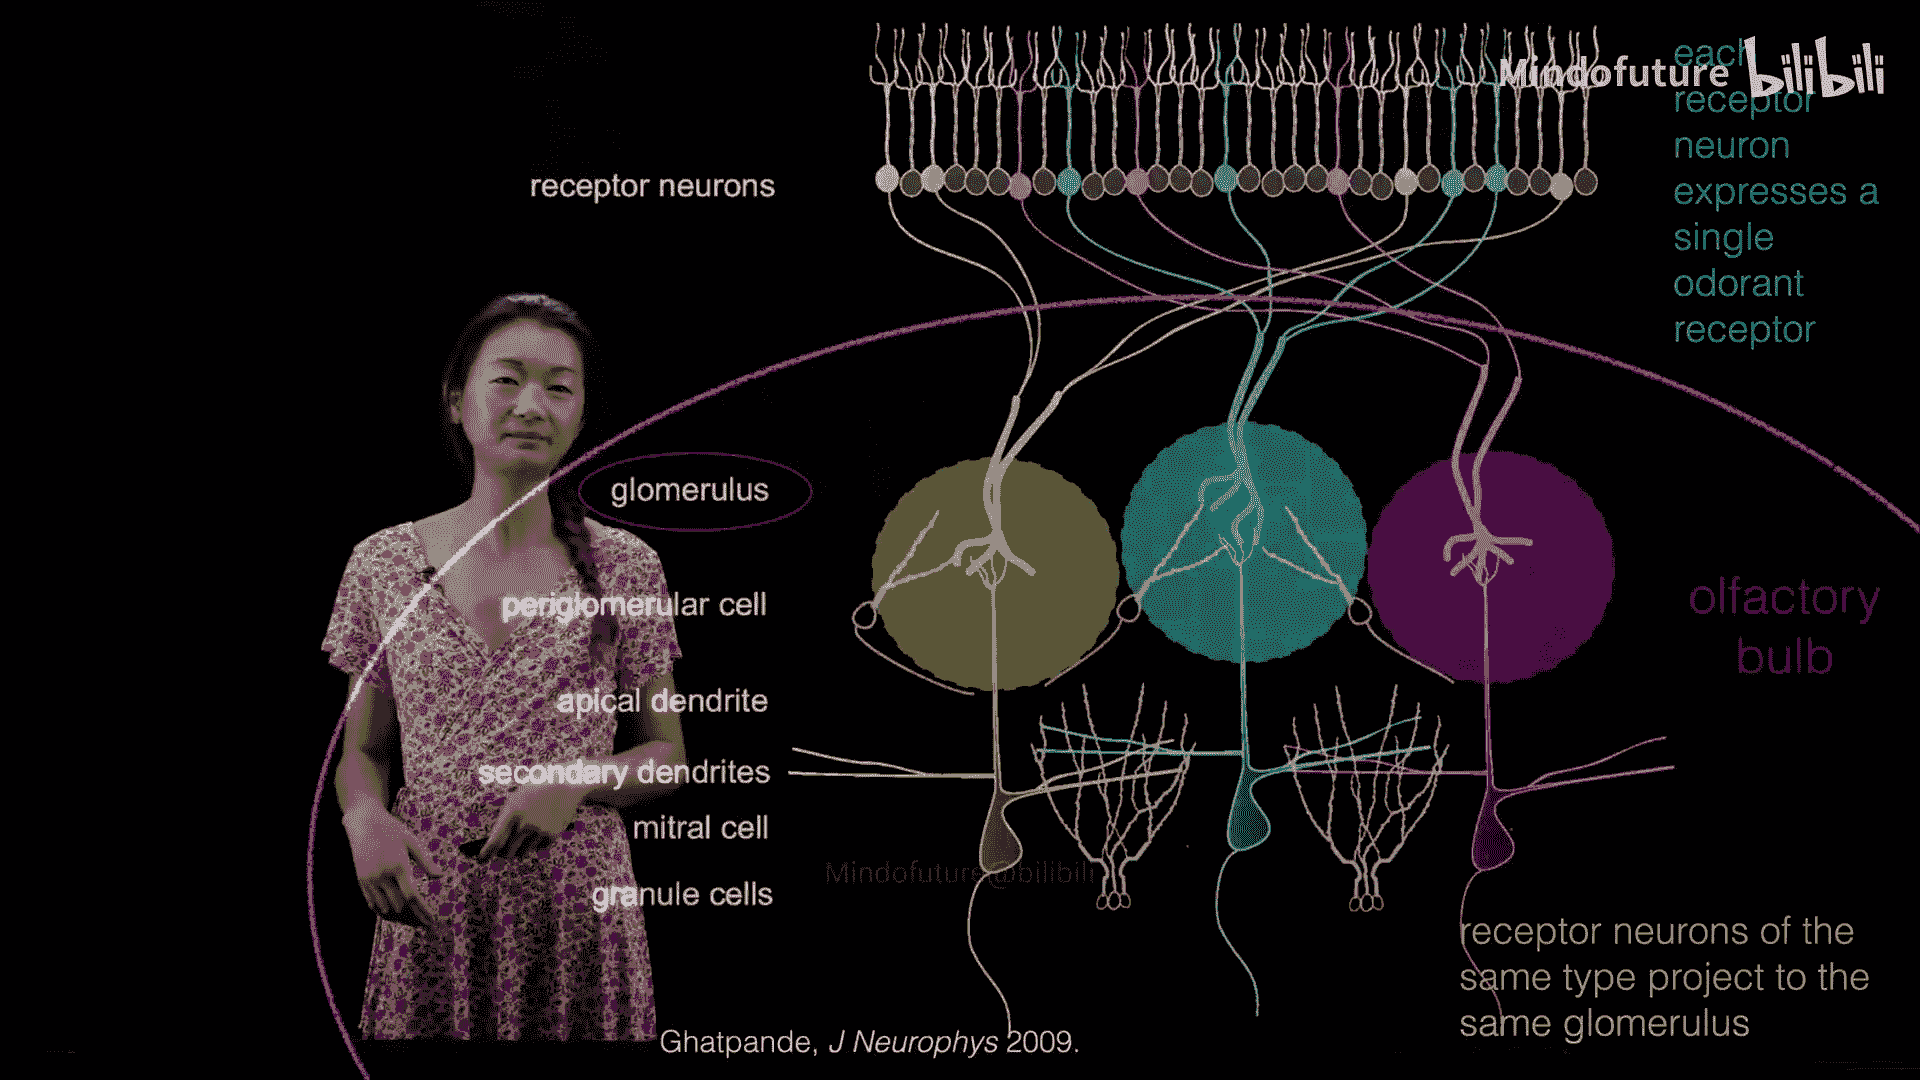 Mindofuture bilibili
each
receptor
neuron
expresses a
single
odorant
receptor
receptor neurons
glomerulus
periglomerular cell
apical dendrite
secondary dendrites
mitral cell
granule cells
olfactory
bulb
Mindofuture@bilibili
receptor neurons of the
same type project to the
same glomerulus
Ghatpande, J Neurophys 2009.